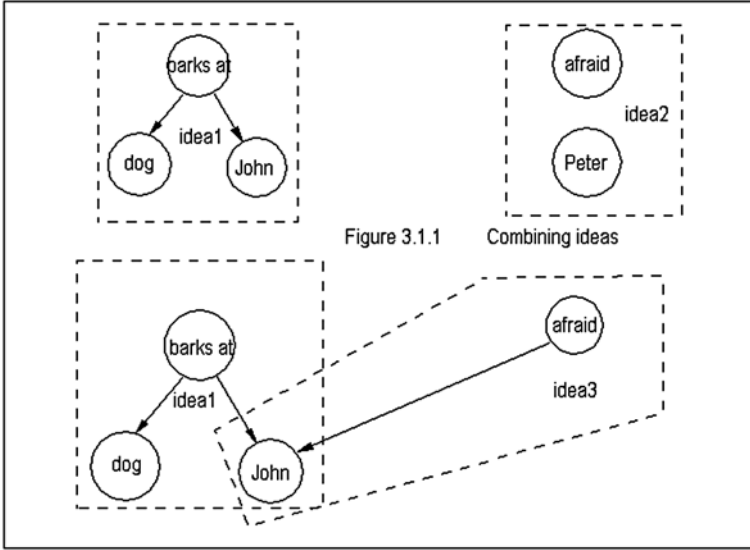 barks at
afraid
idea2
idea1
dog
John
Peter
Figure 3.1.1 Combining ideas
barks at
afraid
idea1
idea3
dog
John